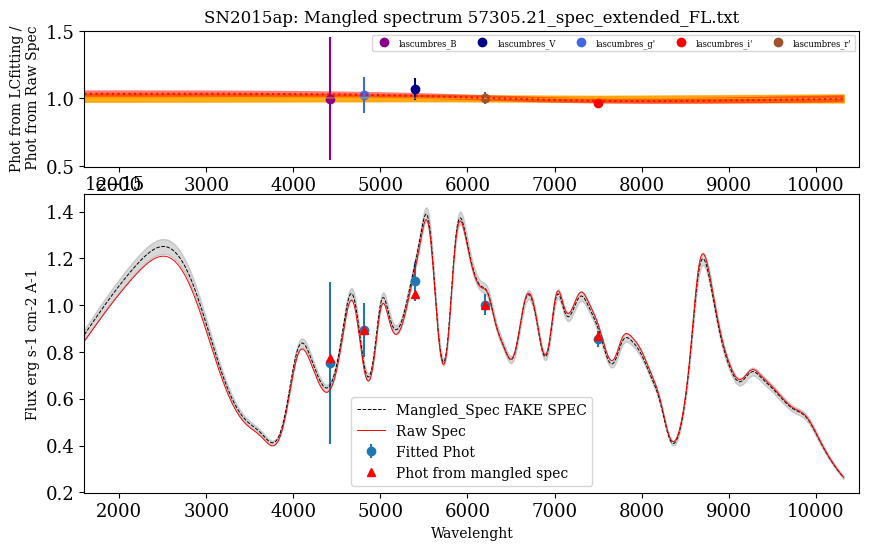 SN2015ap: Mangled spectrum 57305.21_spec_extended_FL.txt
Phot from LCfitting /
Phot from Raw Spec
1.5
1.0
0.5
lascumbres_B
lascumbres_V
lascumbres_g'
lascumbres_i'
lascumbres_r'
2000 3000 4000 5000 6000 7000 8000 9000 10000
1e−15
Flux erg s-1 cm-2 A-1
1.4
1.2
1.0
0.8
0.6
0.4
0.2
Mangled_Spec FAKE SPEC
Raw Spec
Fitted Phot
Phot from mangled spec
2000 3000 4000 5000 6000 7000 8000 9000 10000
Wavelenght